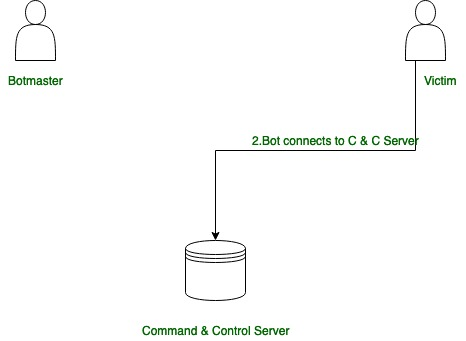 Botmaster
Victim
2.Bot connects to C & C Server
Command & Control Server